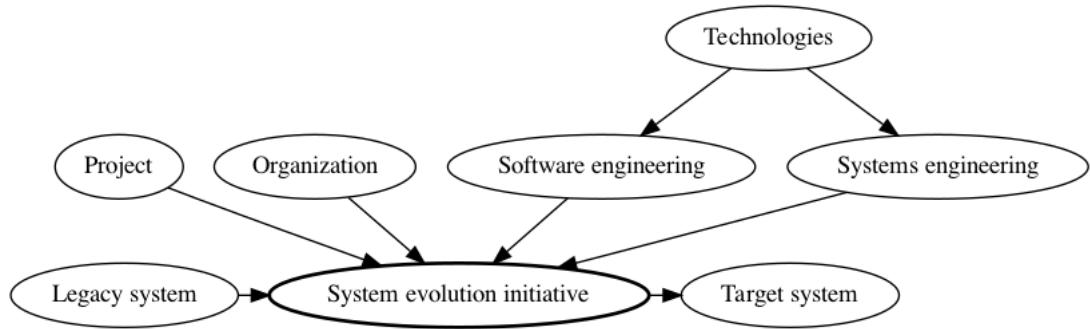 Technologies
Project
Organization
Software engineering
Systems engineering
Legacy system
System evolution initiative
Target system